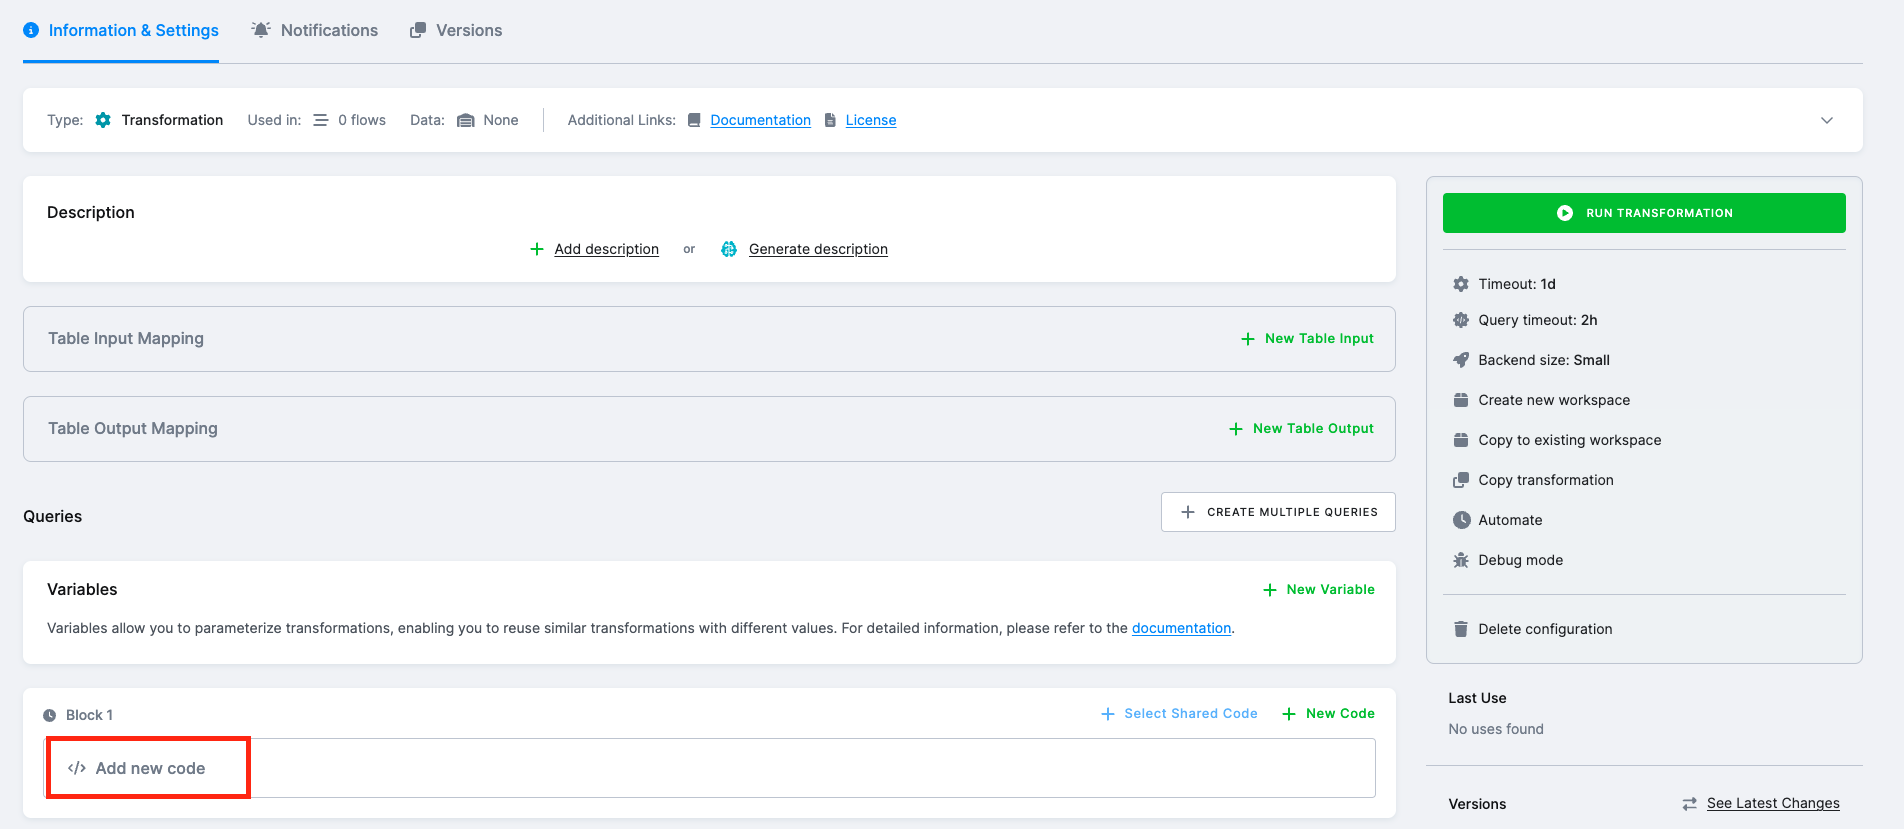 Information & Settings
Notifications
Versions
Type: Transformation Used in: 0 flows Data: None Additional Links: Documentation License
Description
Add description or Generate description
Table Input Mapping
New Table Input
Table Output Mapping
New Table Output
Queries
CREATE MULTIPLE QUERIES
Variables
New Variable
Variables allow you to parameterize transformations, enabling you to reuse similar transformations with different values. For detailed information, please refer to the documentation.
Block 1
Select Shared Code
New Code
</> Add new code
RUN TRANSFORMATION
Timeout: 1d
Query timeout: 2h
Backend size: Small
Create new workspace
Copy to existing workspace
Copy transformation
Automate
Debug mode
Delete configuration
Last Use
No uses found
Versions
See Latest Changes